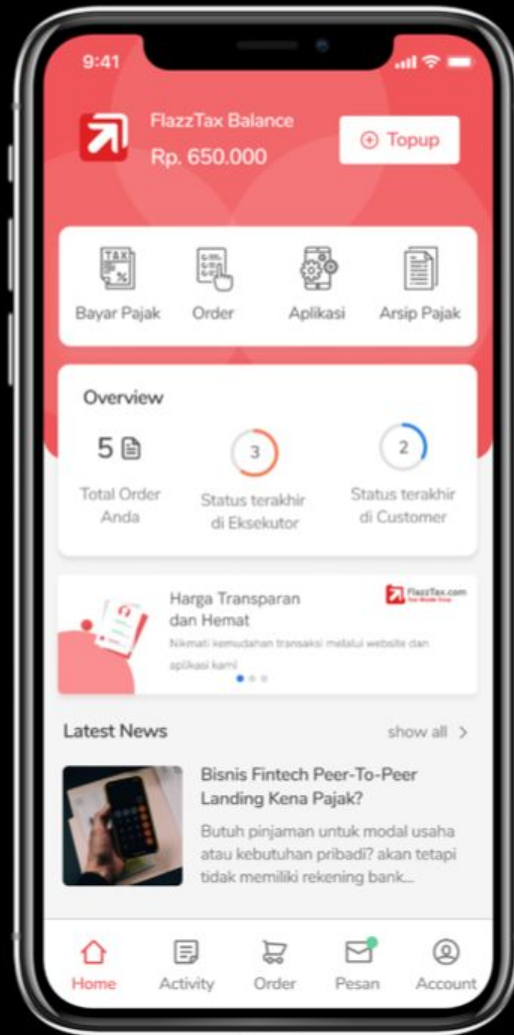 9:41
FlazzTax Balance
Rp. 650.000
Topup
TAX
%
Bayar Pajak
Order
Aplikasi
Arsip Pajak
Overview
5
3
2
Total Order
Anda
Status terakhir
di Eksekutor
Status terakhir
di Customer
Harga Transparan
dan Hemat
FlazzTax.com
Nikmati kemudahan transaksi melalui website dan
aplikasi kami
Latest News
show all >
Bisnis Fintech Peer-To-Peer
Landing Kena Pajak?
Butuh pinjaman untuk modal usaha
atau kebutuhan pribadi? akan tetapi
tidak memiliki rekening bank...
Home
Activity
Order
Pesan
Account